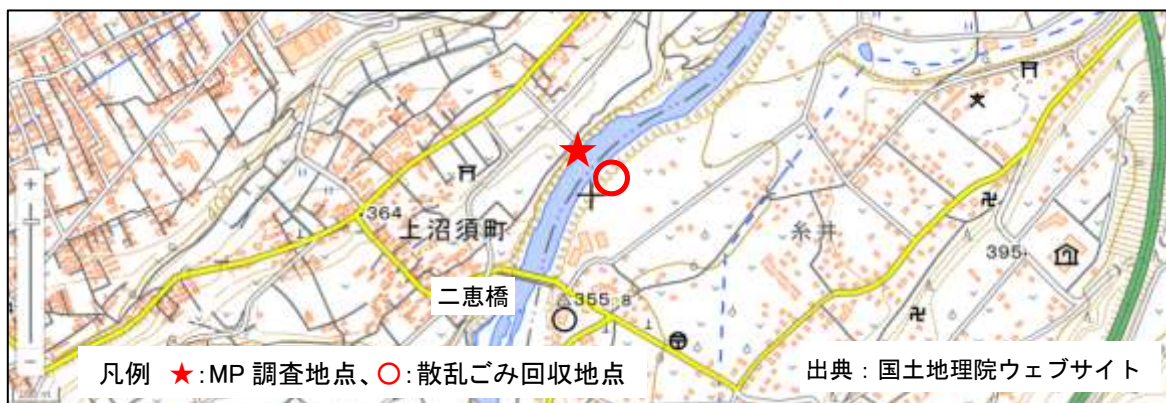 364
上沼須町
糸井
395
二恵橋
355.8
凡例 ★:MP 調査地点、○:散乱ごみ回収地点
出典：国土地理院ウェブサイト